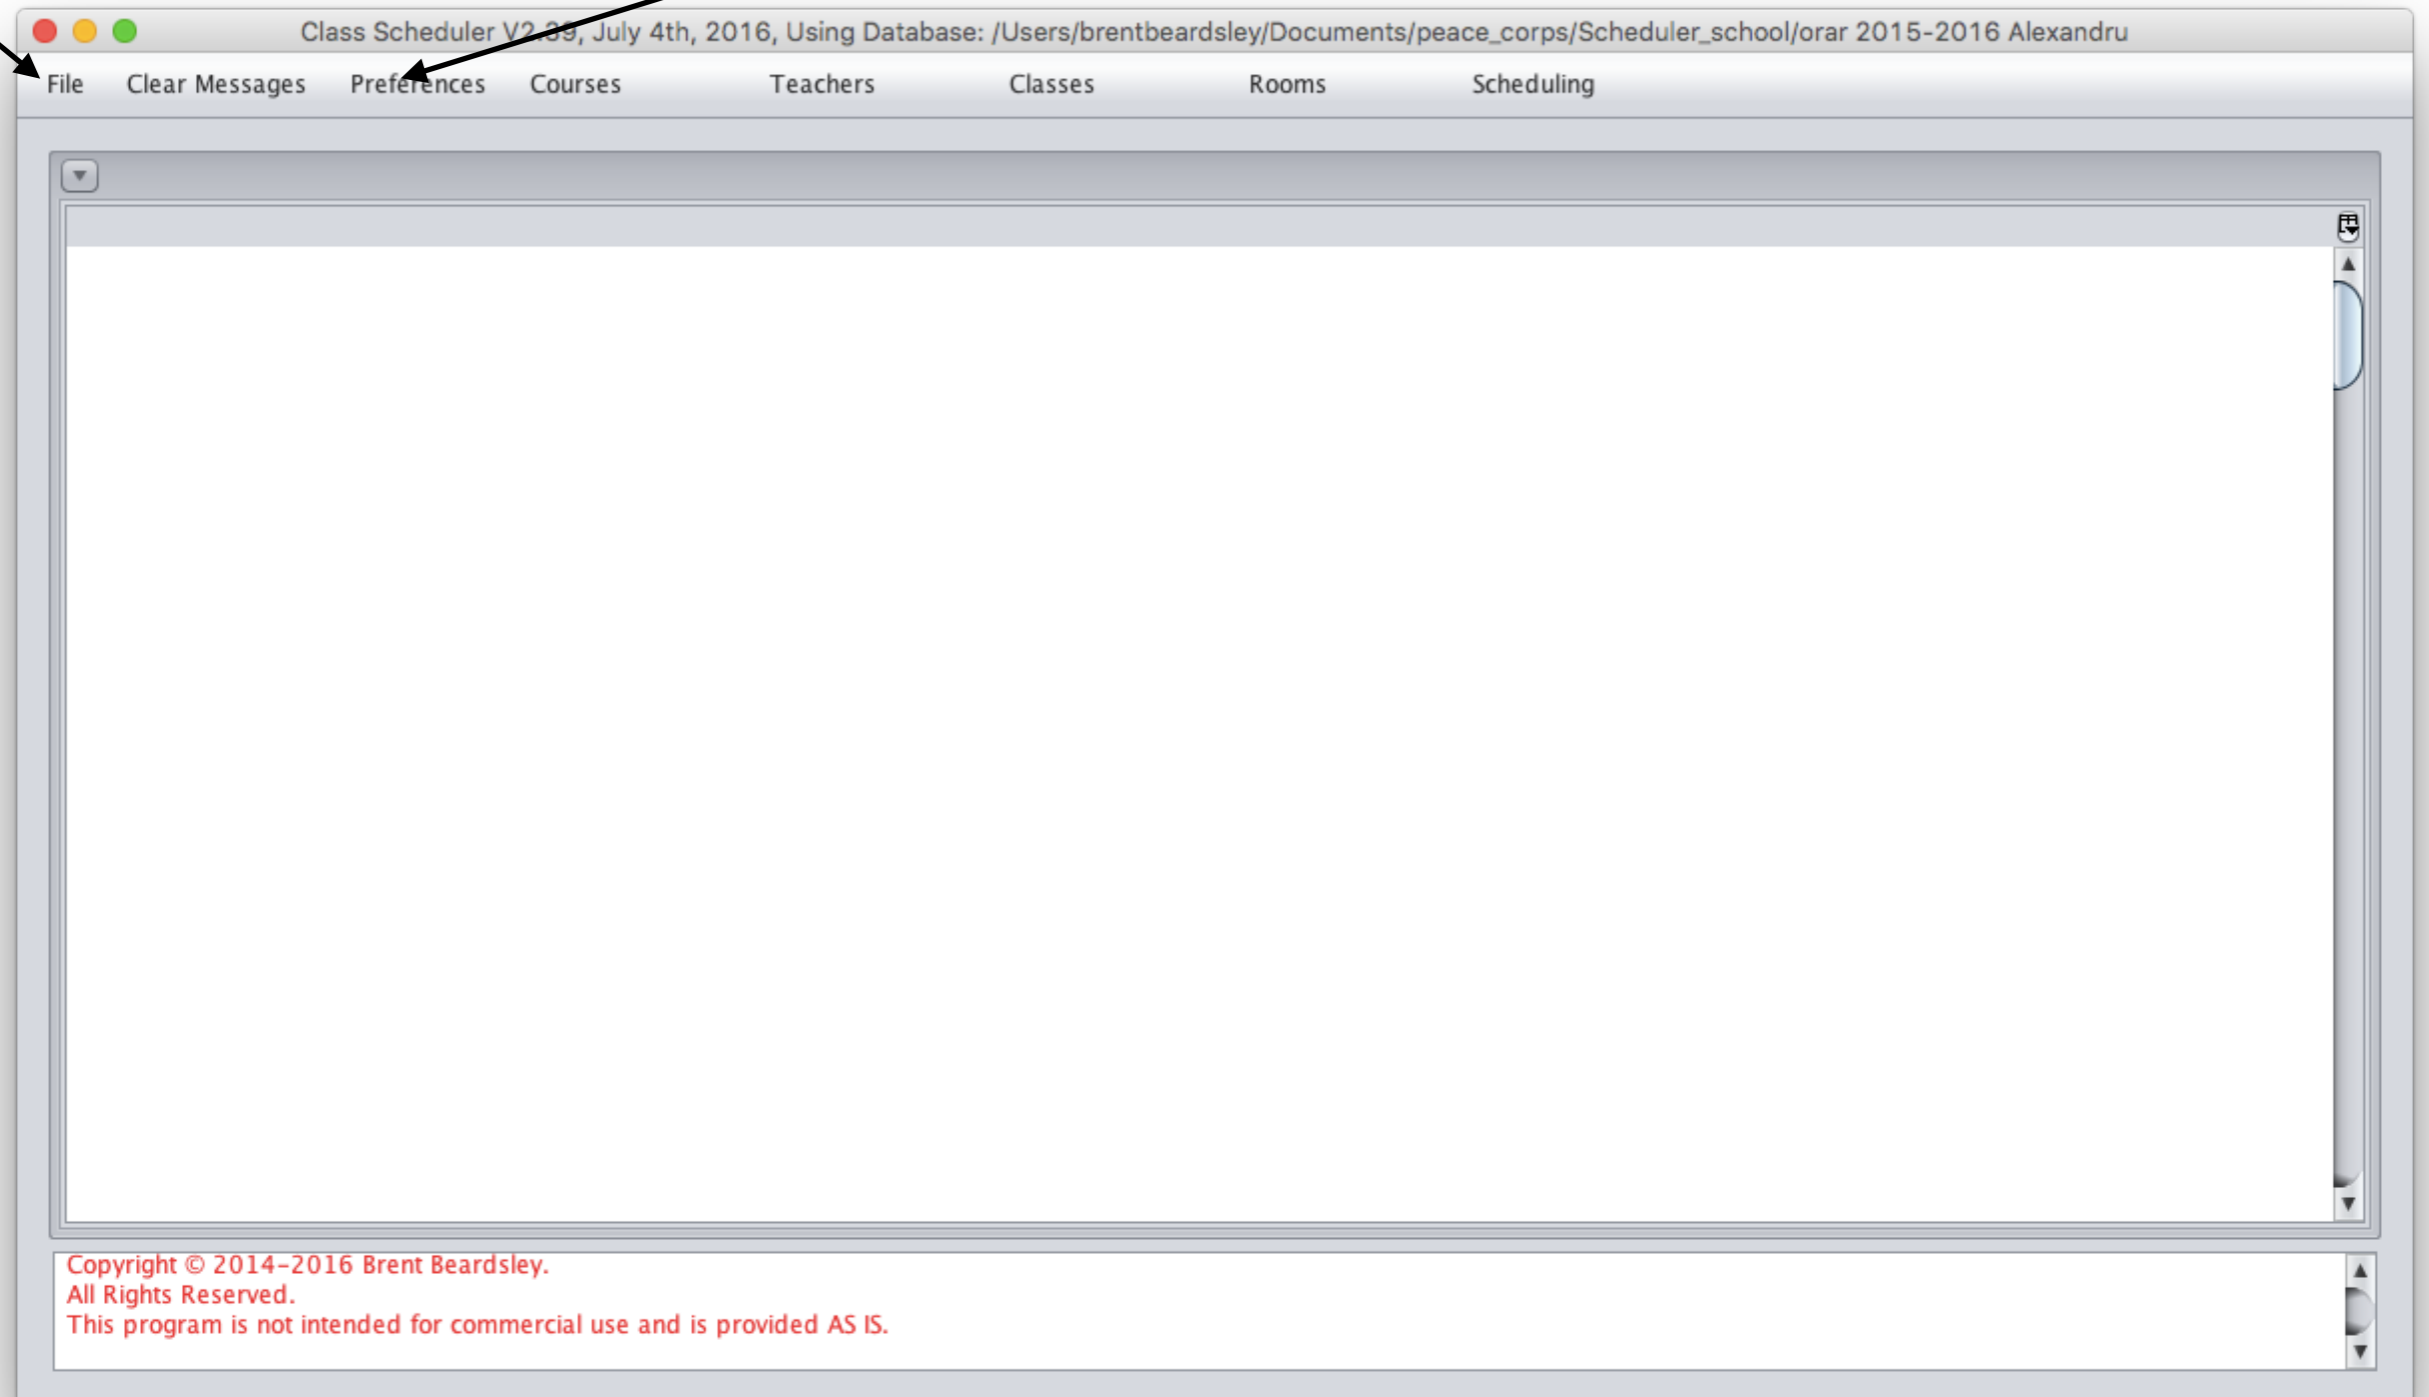 Class Scheduler V2.39, July 4th, 2016, Using Database: /Users/brentbeardsley/Documents/peace_corps/Scheduler_school/orar 2015-2016 Alexandru
File Clear Messages Preferences Courses Teachers Classes Rooms Scheduling
Copyright © 2014-2016 Brent Beardsley.
All Rights Reserved.
This program is not intended for commercial use and is provided AS IS.